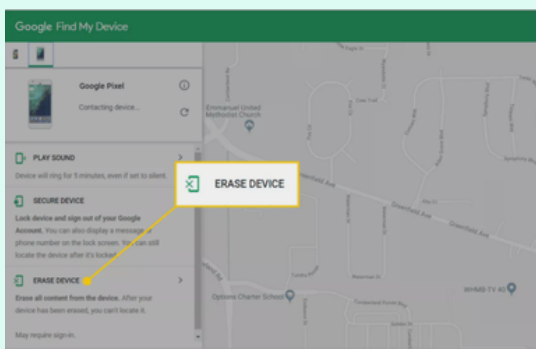 Google Find My Device
Google Pixel
Contacting device...
PLAY SOUND
Device will ring for 5 minutes, even if set to silent.
SECURE DEVICE
Lock device and sign out of your Google
Account. You can also display a message or
phone number on the lock screen. You can still
locate the device after it's locked.
ERASE DEVICE
Erase all content from the device. After your
device has been erased, you can't locate it.
May require sign-in.
ERASE DEVICE
Emmanuel United
Methodist Church
Greenfield Ave
Greenfield Ave
Options Charter School
WHMB-TV 40